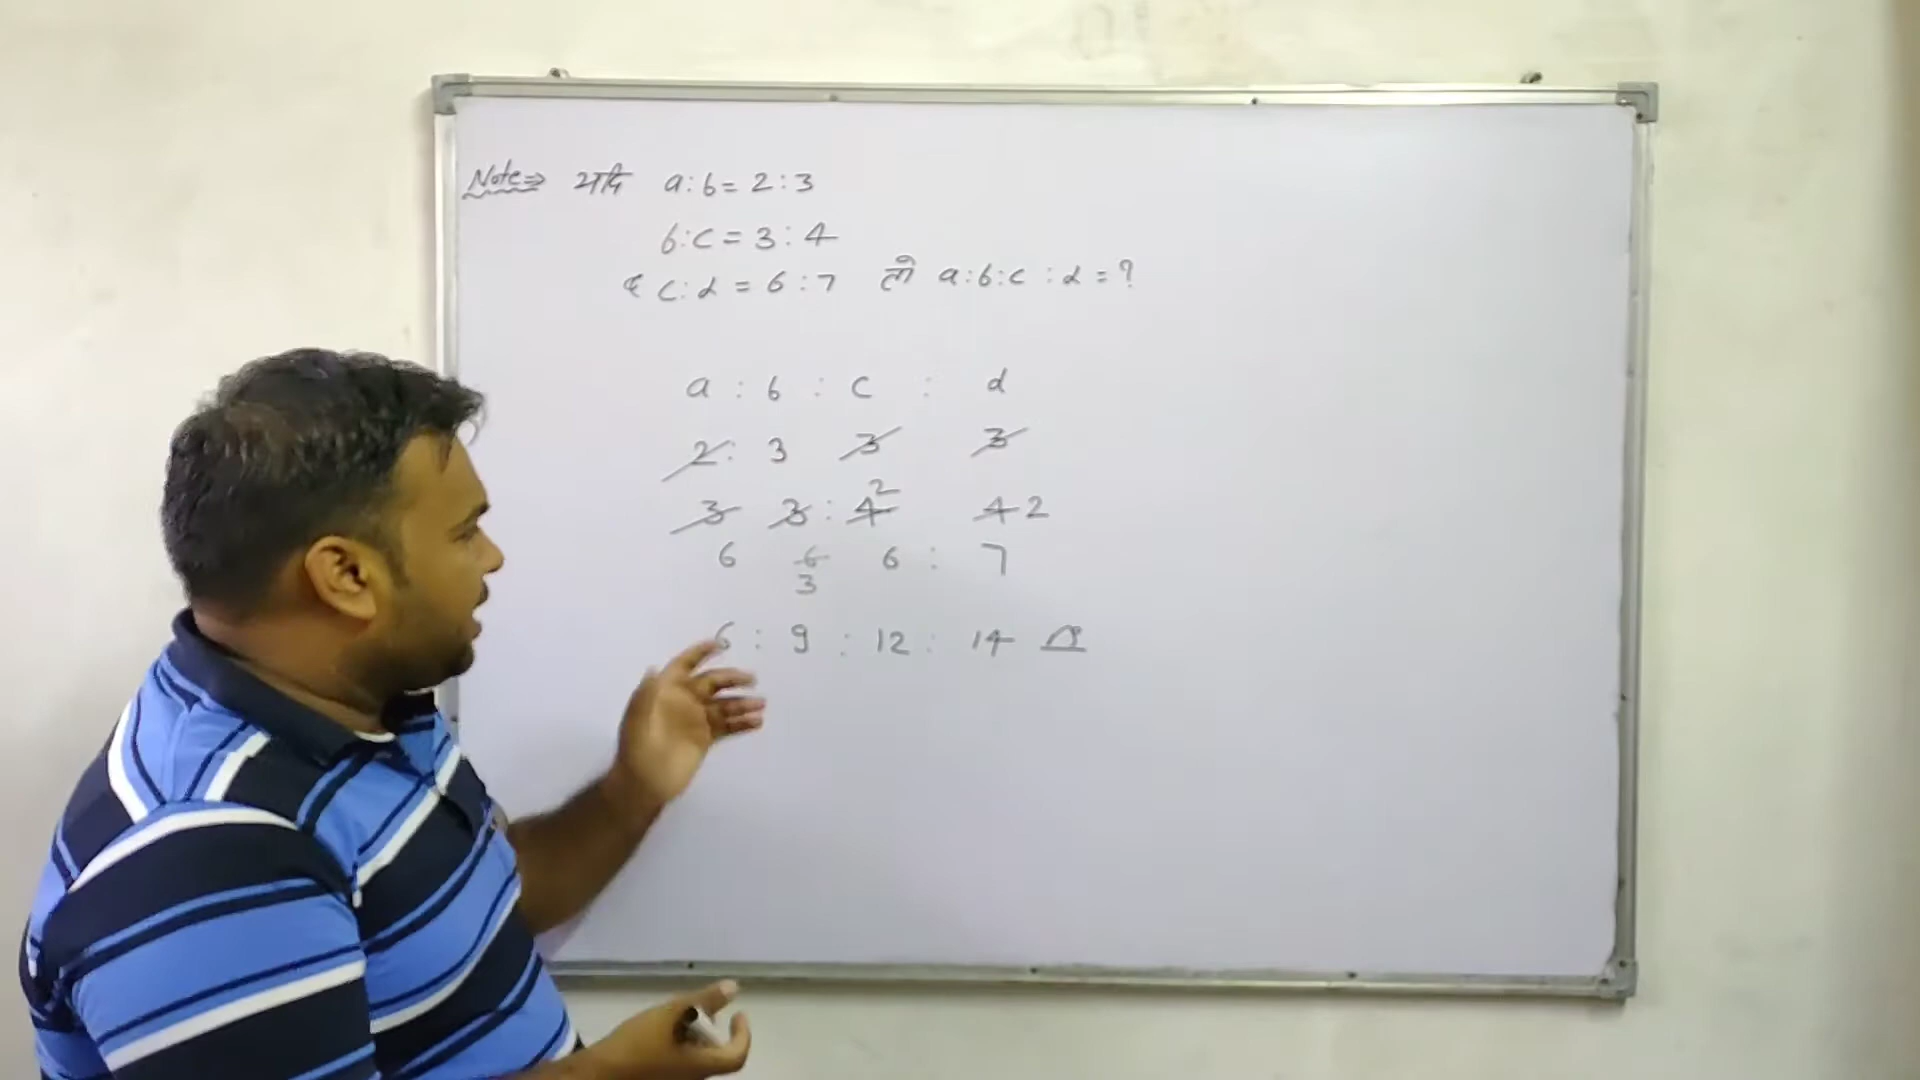 Note⇒ यदि a:b = 2:3
b:c = 3:4
& c:d = 6:7 तो a:b:c:d = ?
a : b : c : d
2 : 3 3 3
3 3 : 4 2 4 2
6 6 6 : 7
3
6 : 9 : 12 : 14